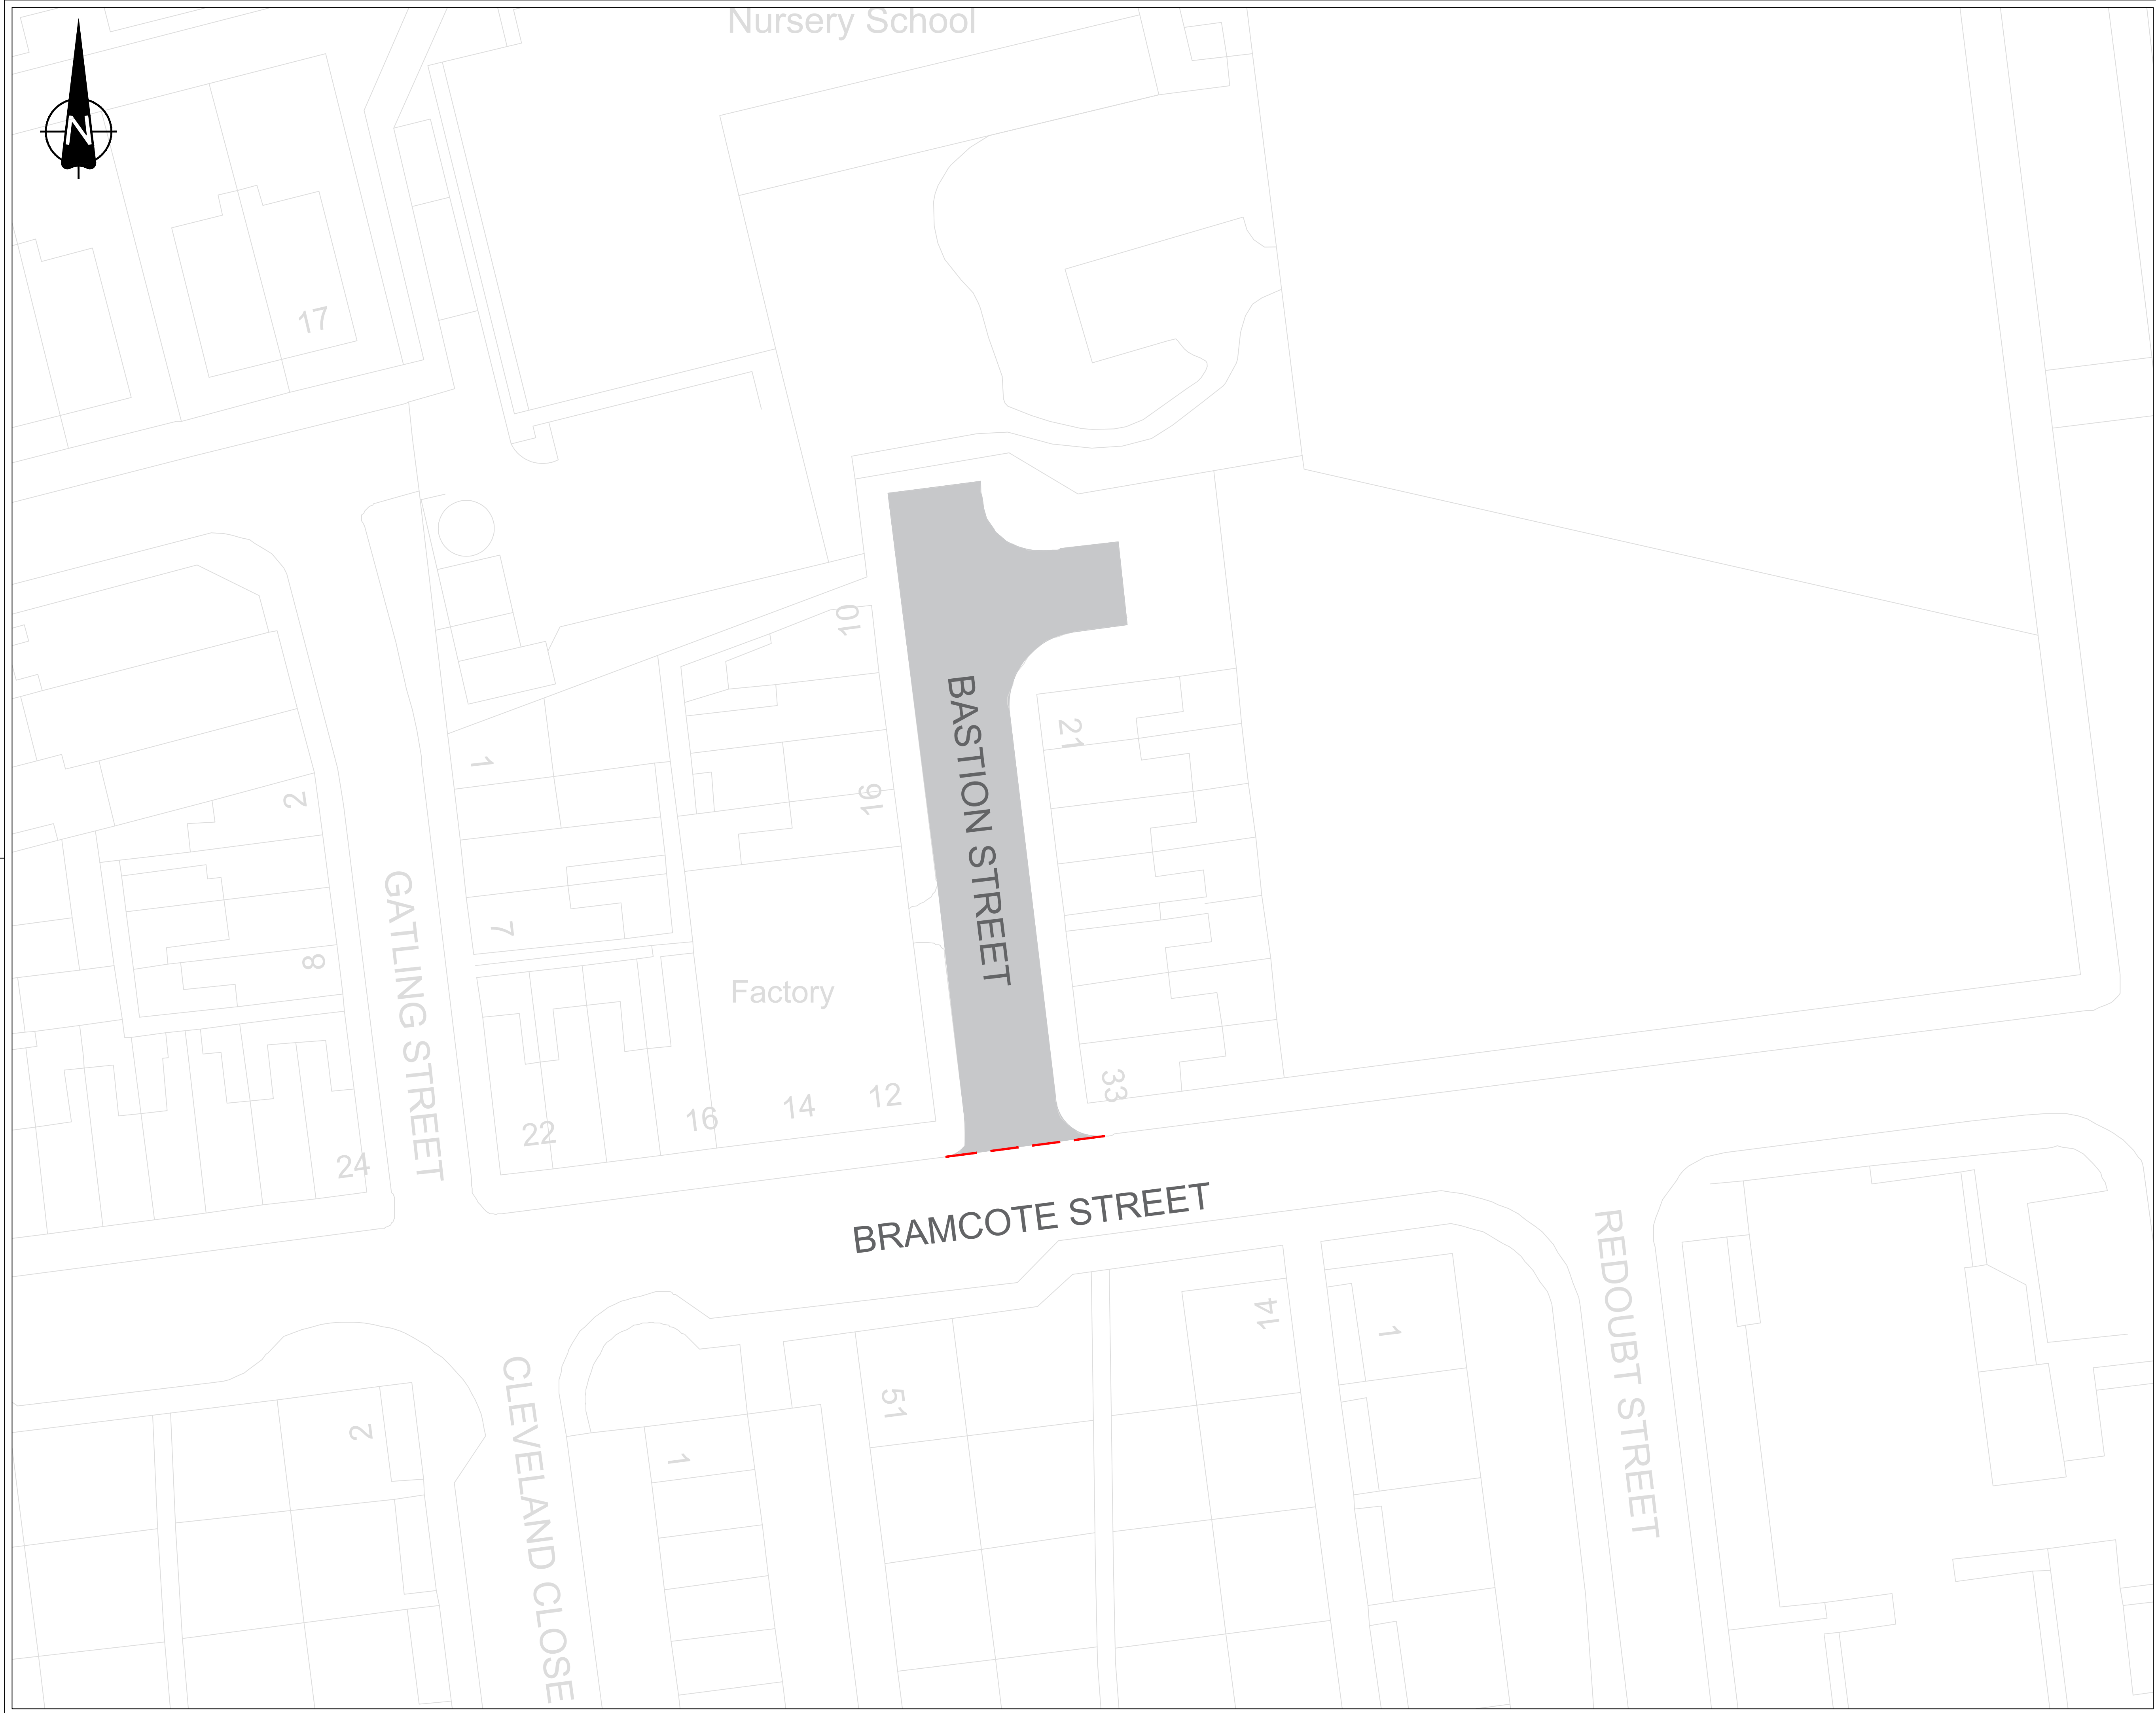 Nursery School
N
17
10
BASTION STREET
21
1
19
2
7
8
GATLING STREET
Factory
33
12
14
16
22
24
BRAMCOTE STREET
REDOUBT STREET
14
1
CLEVELAND CLOSE
51
2
1